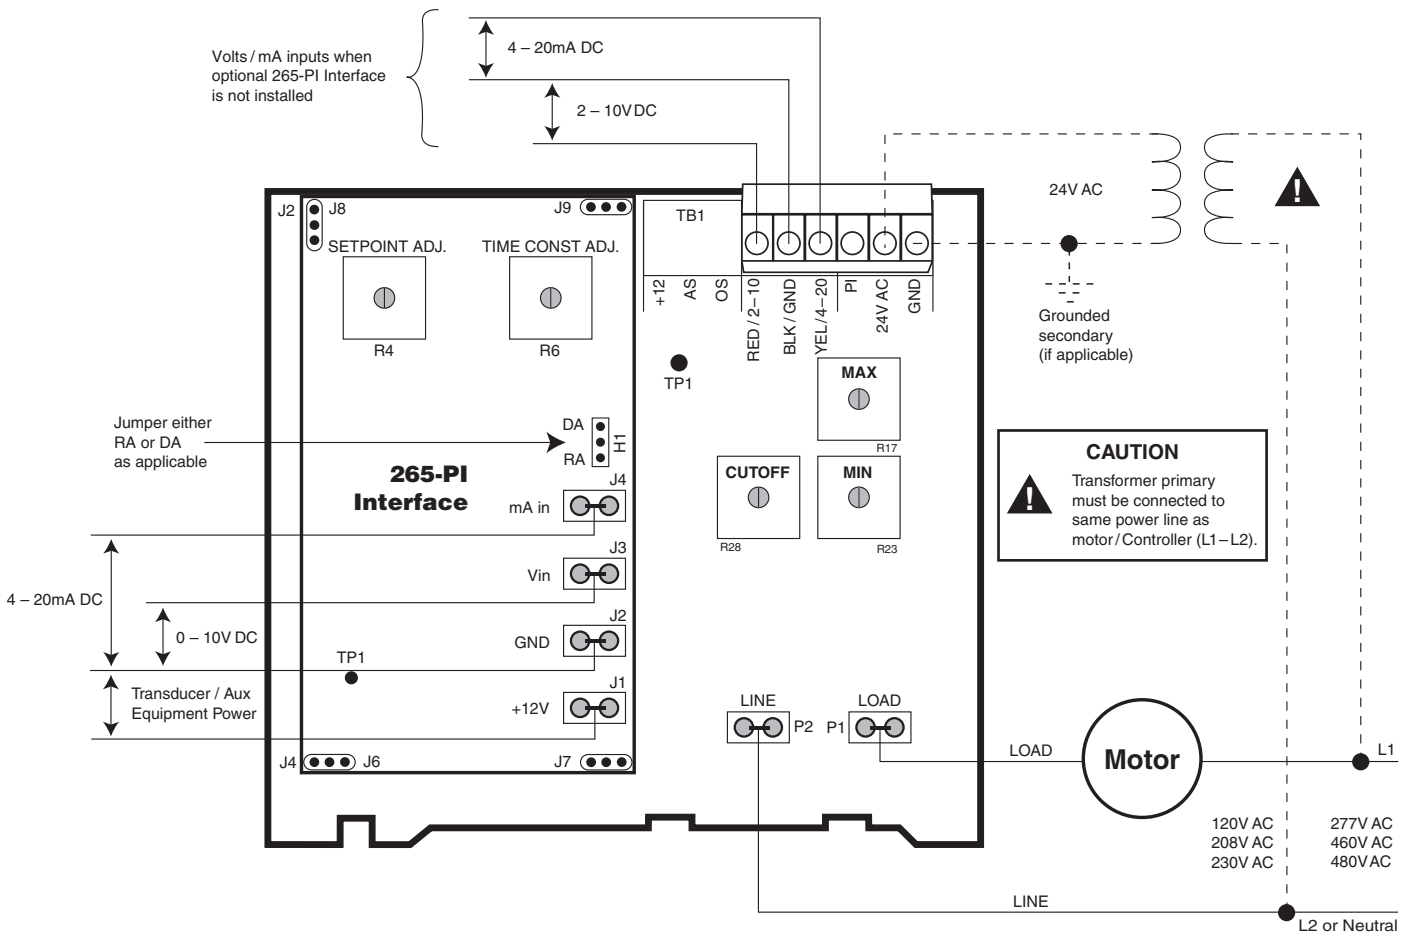 4 – 20mA DC
Volts / mA inputs when
optional 265-PI Interface
is not installed
2 – 10V DC
24V AC
!
J2
J8
J9
TB1
SETPOINT ADJ.
TIME CONST ADJ.
+12
AS
OS
RED / 2–10
BLK / GND
YEL / 4–20
PI
24V AC
GND
Grounded
secondary
(if applicable)
R4
R6
TP1
MAX
R17
Jumper either
RA or DA
as applicable
DA
RA
H1
265-PI
Interface
CUTOFF
R28
MIN
R23
CAUTION
!
Transformer primary
must be connected to
same power line as
motor / Controller (L1–L2).
J4
mA in
J3
Vin
4 – 20mA DC
0 – 10V DC
J2
GND
TP1
Transducer / Aux
Equipment Power
J1
+12V
LINE
P2
LOAD
P1
J4
J6
J7
LOAD
Motor
L1
120V AC
208V AC
230V AC
277V AC
460V AC
480V AC
LINE
L2 or Neutral